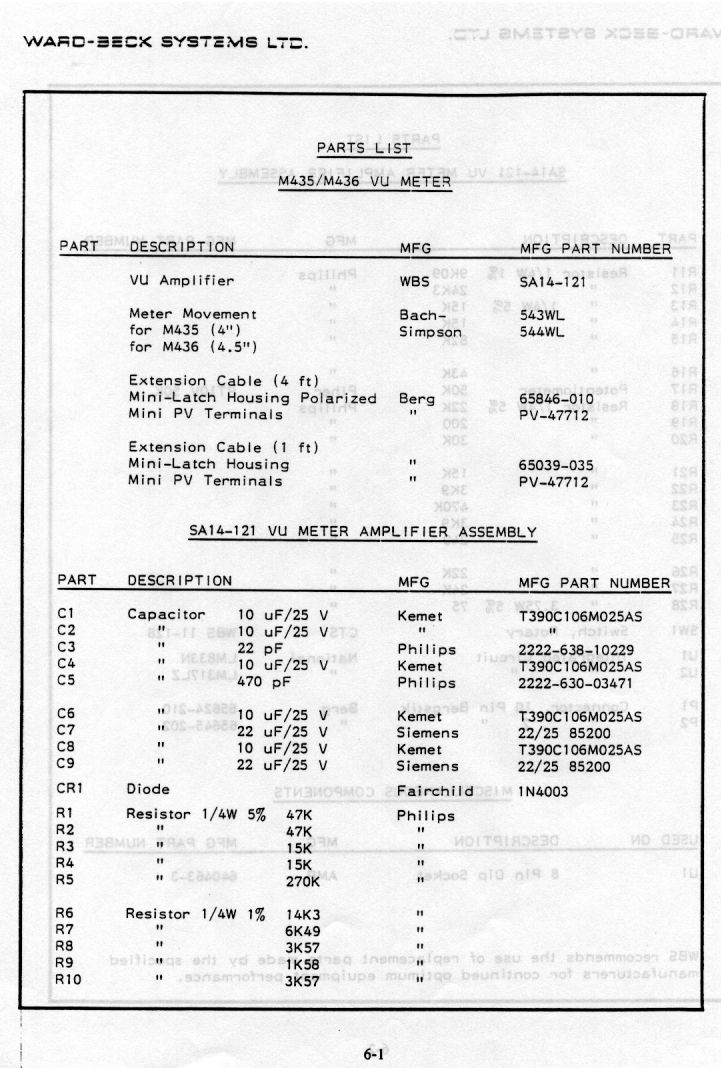 WARD-BECK SYSTEMS LTD.
PARTS LIST
M435/M436 VU METER
PART DESCRIPTION MFG MFG PART NUMBER
VU Amplifier WBS SA14-121
Meter Movement Bach- 543WL
for M435 (4") Simpson 544WL
for M436 (4.5")
Extension Cable (4 ft)
Mini-Latch Housing Polarized Berg 65846-010
Mini PV Terminals " PV-47712
Extension Cable (1 ft)
Mini-Latch Housing " 65039-035
Mini PV Terminals " PV-47712
SA14-121 VU METER AMPLIFIER ASSEMBLY
PART DESCRIPTION MFG MFG PART NUMBER
C1 Capacitor 10 uF/25 V Kemet T390C106M025AS
C2 " 10 uF/25 V " "
C3 " 22 pF Philips 2222-638-10229
C4 " 10 uF/25 V Kemet T390C106M025AS
C5 " 470 pF Philips 2222-630-03471
C6 " 10 uF/25 V Kemet T390C106M025AS
C7 " 22 uF/25 V Siemens 22/25 85200
C8 " 10 uF/25 V Kemet T390C106M025AS
C9 " 22 uF/25 V Siemens 22/25 85200
CR1 Diode Fairchild 1N4003
R1 Resistor 1/4W 5% 47K Philips
R2 " 47K "
R3 " 15K "
R4 " 15K "
R5 " 270K "
R6 Resistor 1/4W 1% 14K3 "
R7 " 6K49 "
R8 " 3K57 "
R9 " 1K58 "
R10 " 3K57 "
6-1